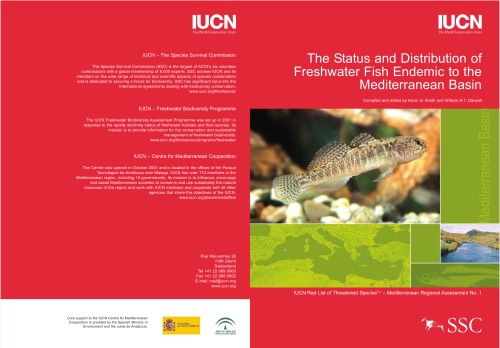 IUCN
The World Conservation Union
IUCN – The Species Survival Commission
The Species Survival Commission (SSC) is the largest of IUCN's six volunteer
commissions with a global membership of 8,000 experts. SSC advises IUCN and its
members on the wide range of technical and scientific aspects of species conservation
and is dedicated to securing a future for biodiversity. SSC has significant input into the
international agreements dealing with biodiversity conservation.
www.iucn.org/themes/ssc
IUCN – Freshwater Biodiversity Programme
The IUCN Freshwater Biodiversity Assessment Programme was set up in 2001 in
response to the rapidly declining status of freshwater habitats and their species. Its
mission is to provide information for the conservation and sustainable
management of freshwater biodiversity.
www.iucn.org/themes/ssc/programs/freshwater
IUCN – Centre for Mediterranean Cooperation
The Centre was opened in October 2001 and is located in the offices of the Parque
Tecnologico de Andalucia near Malaga. IUCN has over 172 members in the
Mediterranean region, including 15 governments. Its mission is to influence, encourage
and assist Mediterranean societies to conserve and use sustainably the natural
resources of the region and work with IUCN members and cooperate with all other
agencies that share the objectives of the IUCN.
www.iucn.org/places/medoffice
Rue Mauverney 28
1196 Gland
Switzerland
Tel +41 22 999 0000
Fax +41 22 999 0002
E-mail: mail@iucn.org
www.iucn.org
Core support to the IUCN Centre for Mediterranean
Cooperation is provided by the Spanish Ministry of
Environment and the Junta de Andalucía.
IUCN
The World Conservation Union
The Status and Distribution of
Freshwater Fish Endemic to the
Mediterranean Basin
Compiled and edited by Kevin G. Smith and William R.T. Darwall
Mediterranean Basin
IUCN Red List of Threatened Species™ – Mediterranean Regional Assessment No. 1
SSC